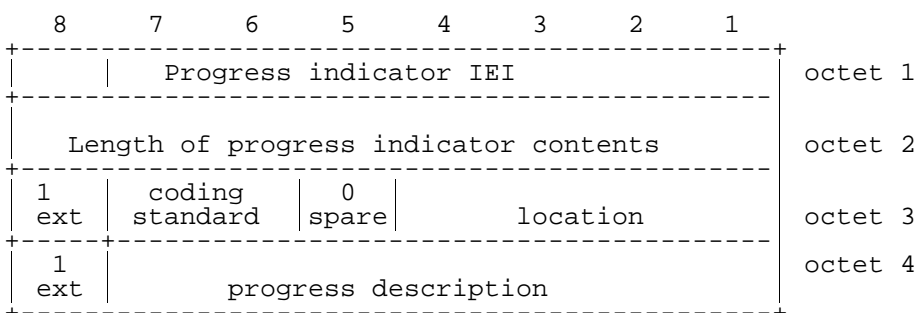 8 7 6 5 4 3 2 1
Progress indicator IEI octet 1
Length of progress indicator contents octet 2
1 coding 0
ext standard spare location octet 3
1 octet 4
ext progress description